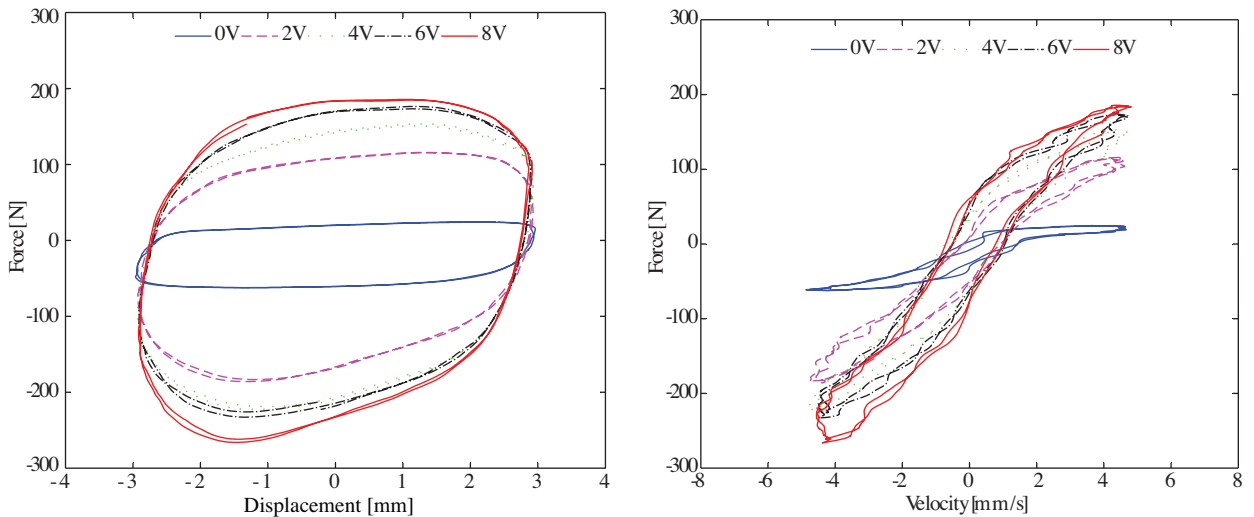 300
200
100
0
-100
-200
-300
Force [N]
0V 2V 4V 6V 8V
-4 -3 -2 -1 0 1 2 3 4
Displacement [mm]
300
200
100
0
-100
-200
-300
Force [N]
0V 2V 4V 6V 8V
-8 -6 -4 -2 0 2 4 6 8
Velocity[mm/s]